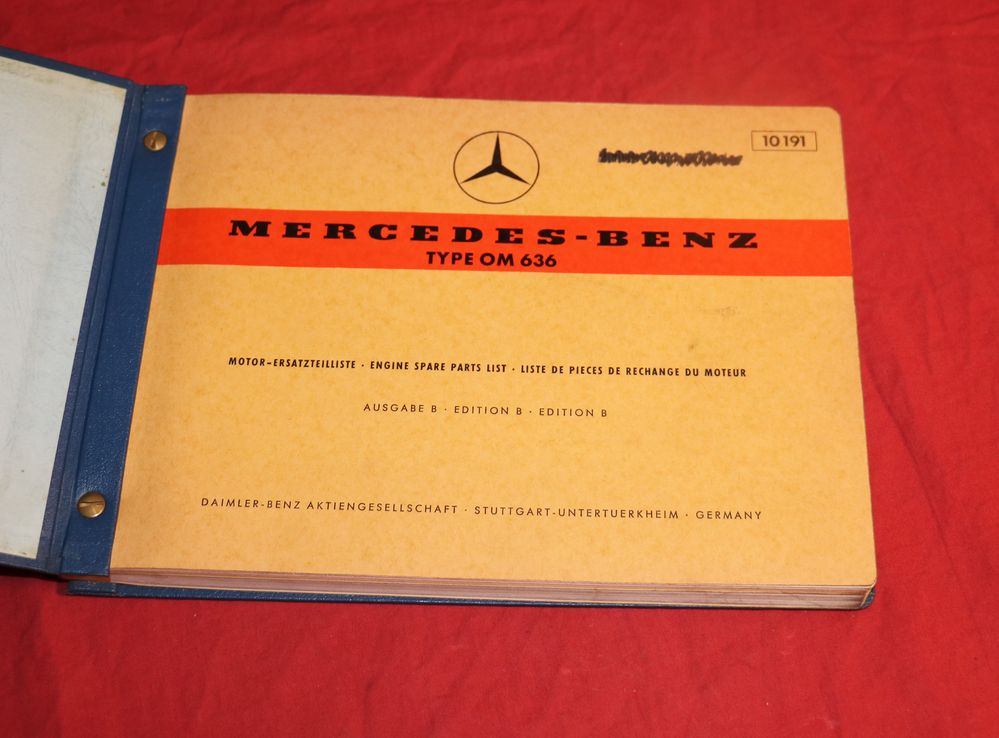 10 191
MERCEDES-BENZ
TYPE OM 636
MOTOR-ERSATZTEILLISTE · ENGINE SPARE PARTS LIST · LISTE DE PIECES DE RECHANGE DU MOTEUR
AUSGABE B · EDITION B · EDITION B
DAIMLER-BENZ AKTIENGESELLSCHAFT · STUTTGART-UNTERTUERKHEIM · GERMANY